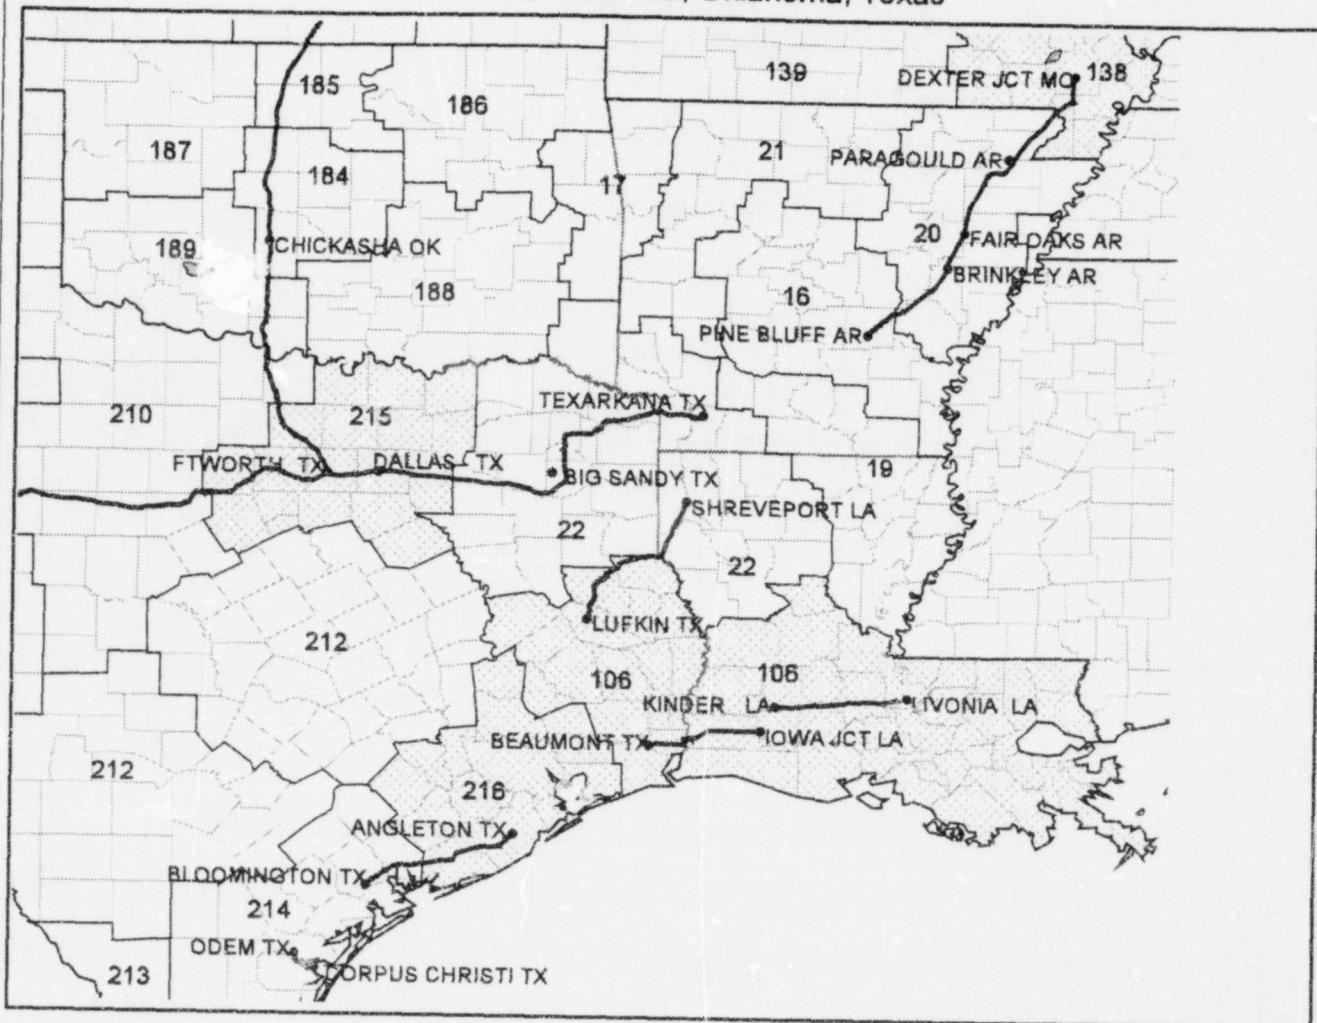 Oklahoma, Texas
139
DEXTER JCT MO
138
185
186
187
21
PARAGOULD AR
184
17
189
CHICKASHA OK
20
FAIR OAKS AR
BRINKLEY AR
188
16
PINE BLUFF AR
210
215
TEXARKANA TX
FTWORTH TX
DALLAS TX
BIG SANDY TX
19
SHREVEPORT LA
22
22
LUFKIN TX
212
106
106
KINDER LA
LIVONIA LA
BEAUMONT TX
IOWA JCT LA
212
216
ANGLETON TX
BLOOMINGTON TX
214
ODEM TX
213
CORPUS CHRISTI TX